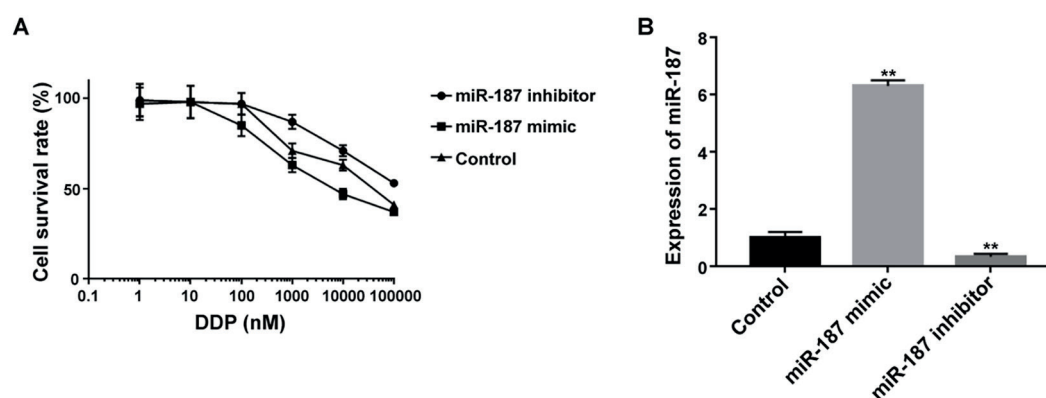 A
Cell survival rate (%)
100
50
0
0.1 1 10 100 1000 10000 100000
DDP (nM)
miR-187 inhibitor
miR-187 mimic
Control
B
Expression of miR-187
8
6
4
2
0
**
**
Control
miR-187 mimic
miR-187 inhibitor